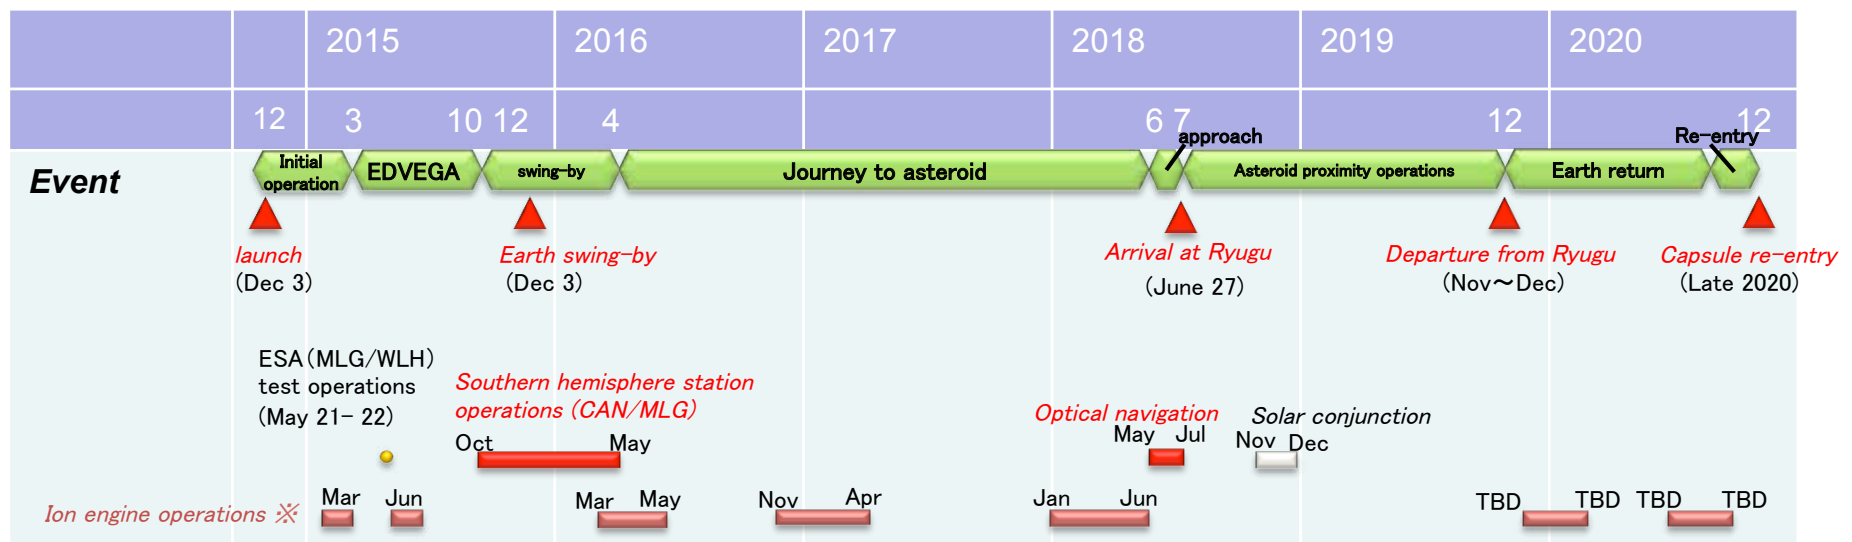 2015 2016 2017 2018 2019 2020
12 3 10 12 4 6 7 12 12
approach Re-entry
Event
Initial
operation
EDVEGA swing-by Journey to asteroid Asteroid proximity operations Earth return
launch
(Dec 3)
Earth swing-by
(Dec 3)
Arrival at Ryugu
(June 27)
Departure from Ryugu
(Nov～Dec)
Capsule re-entry
(Late 2020)
ESA(MLG/WLH)
test operations
(May 21- 22)
Southern hemisphere station
operations (CAN/MLG)
Oct May
Optical navigation
May Jul
Solar conjunction
Nov Dec
Ion engine operations ※
Mar Jun Mar May Nov Apr Jan Jun TBD TBD TBD TBD